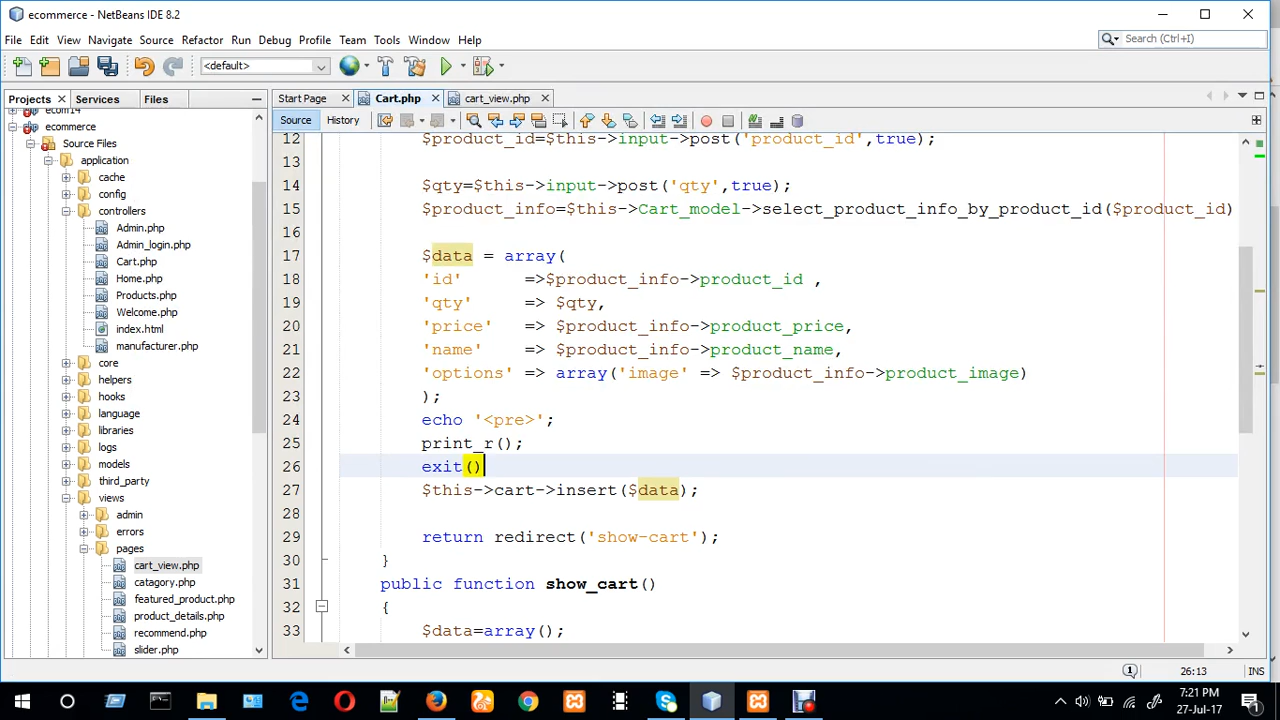 ecommerce - NetBeans IDE 8.2
File Edit View Navigate Source Refactor Run Debug Profile Team Tools Window Help
Search (Ctrl+I)
<default>
Projects Services Files
Start Page Cart.php cart_view.php
Source History
ecom14
ecommerce
Source Files
application
cache
config
controllers
Admin.php
Admin_login.php
Cart.php
Home.php
Products.php
Welcome.php
index.html
manufacturer.php
core
helpers
hooks
language
libraries
logs
models
third_party
views
admin
errors
pages
cart_view.php
catagory.php
featured_product.php
product_details.php
recommend.php
slider.php
12 $product_id=$this->input->post('product_id',true);
13
14 $qty=$this->input->post('qty',true);
15 $product_info=$this->Cart_model->select_product_info_by_product_id($product_id)
16
17 $data = array(
18 'id' =>$product_info->product_id ,
19 'qty' => $qty,
20 'price' => $product_info->product_price,
21 'name' => $product_info->product_name,
22 'options' => array('image' => $product_info->product_image)
23 );
24 echo '<pre>';
25 print_r();
26 exit()
27 $this->cart->insert($data);
28
29 return redirect('show-cart');
30 }
31 public function show_cart()
32 {
33 $data=array();
1 26:13 INS
7:21 PM
27-Jul-17
1